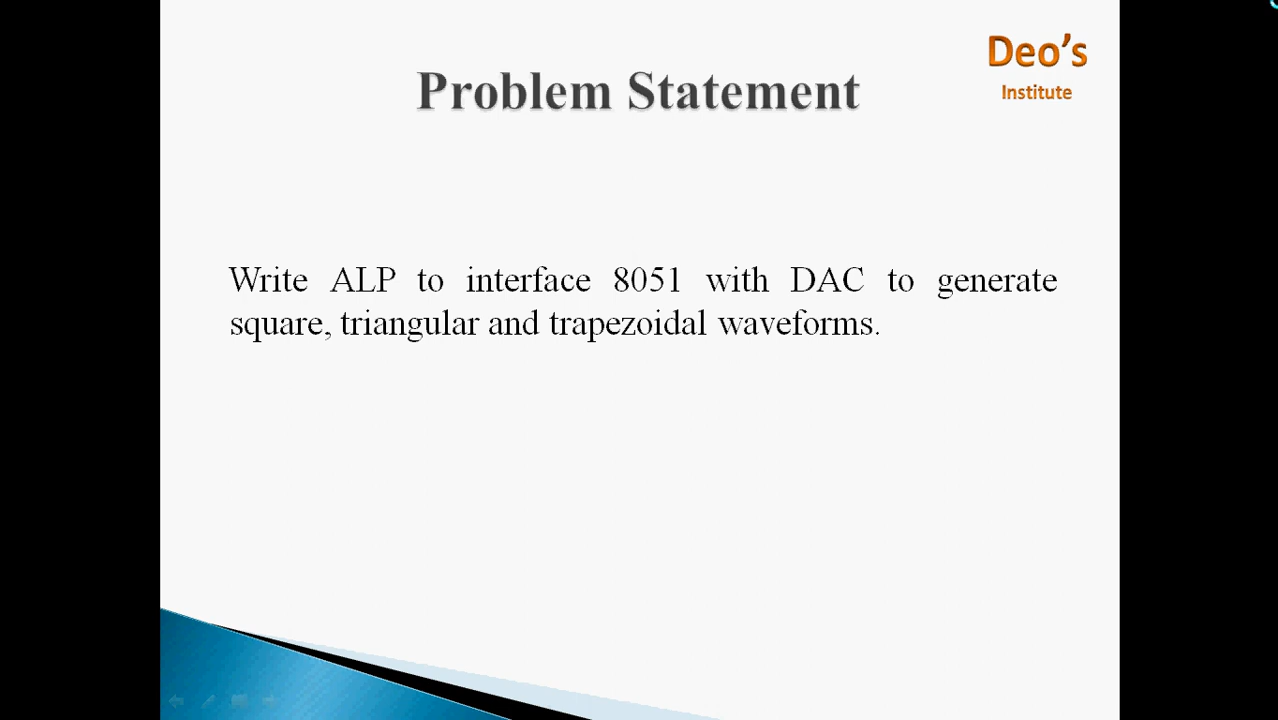 Deo's
Institute
Problem Statement
Write ALP to interface 8051 with DAC to generate
square, triangular and trapezoidal waveforms.